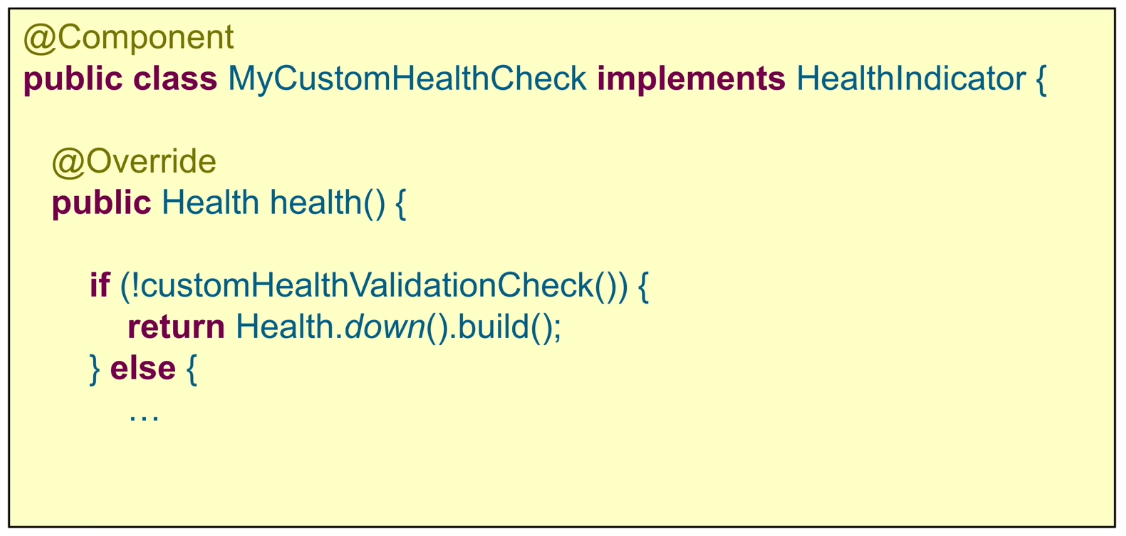 @Component
public class MyCustomHealthCheck implements HealthIndicator {
@Override
public Health health() {
if (!customHealthValidationCheck()) {
return Health.down().build();
} else {
…